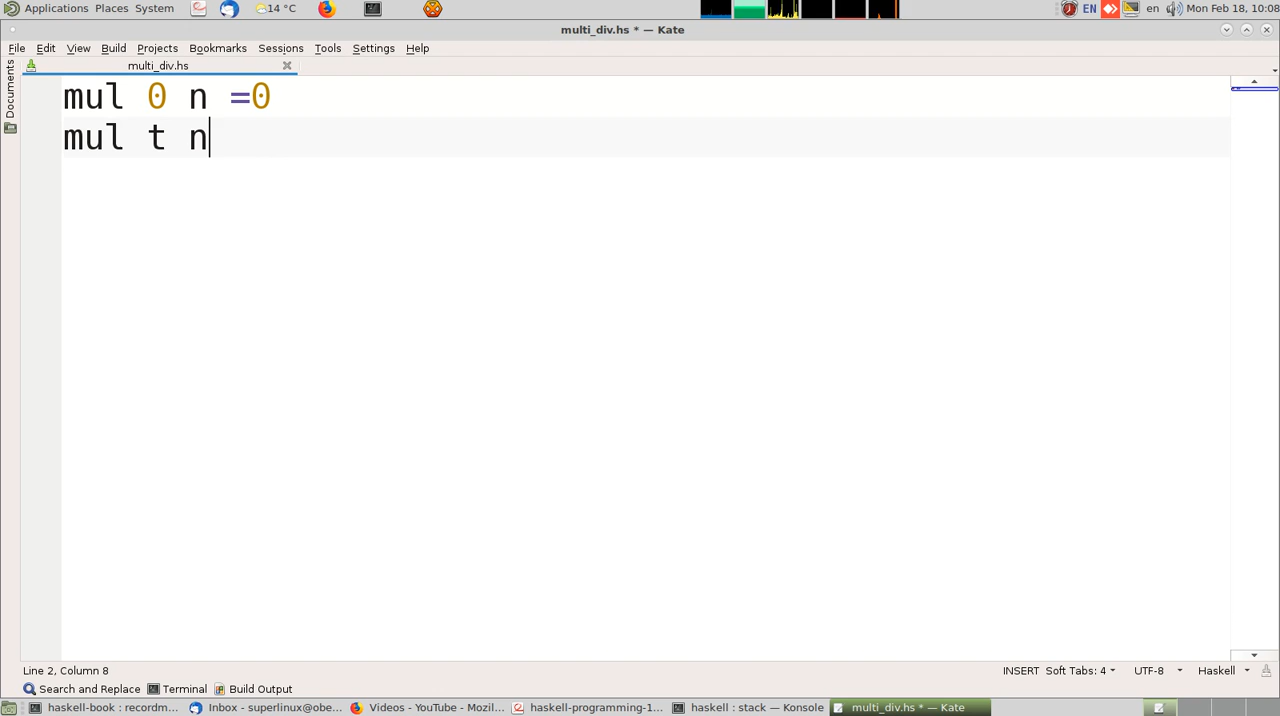 Applications Places System 14 °C EN en Mon Feb 18, 10:08
multi_div.hs * — Kate
File Edit View Build Projects Bookmarks Sessions Tools Settings Help
multi_div.hs
Documents
mul 0 n =0
mul t n
Line 2, Column 8 INSERT Soft Tabs: 4 UTF-8 Haskell
Search and Replace Terminal Build Output
haskell-book : recordm... Inbox - superlinux@obe... Videos - YouTube - Mozil... haskell-programming-1... haskell : stack — Konsole multi_div.hs * — Kate